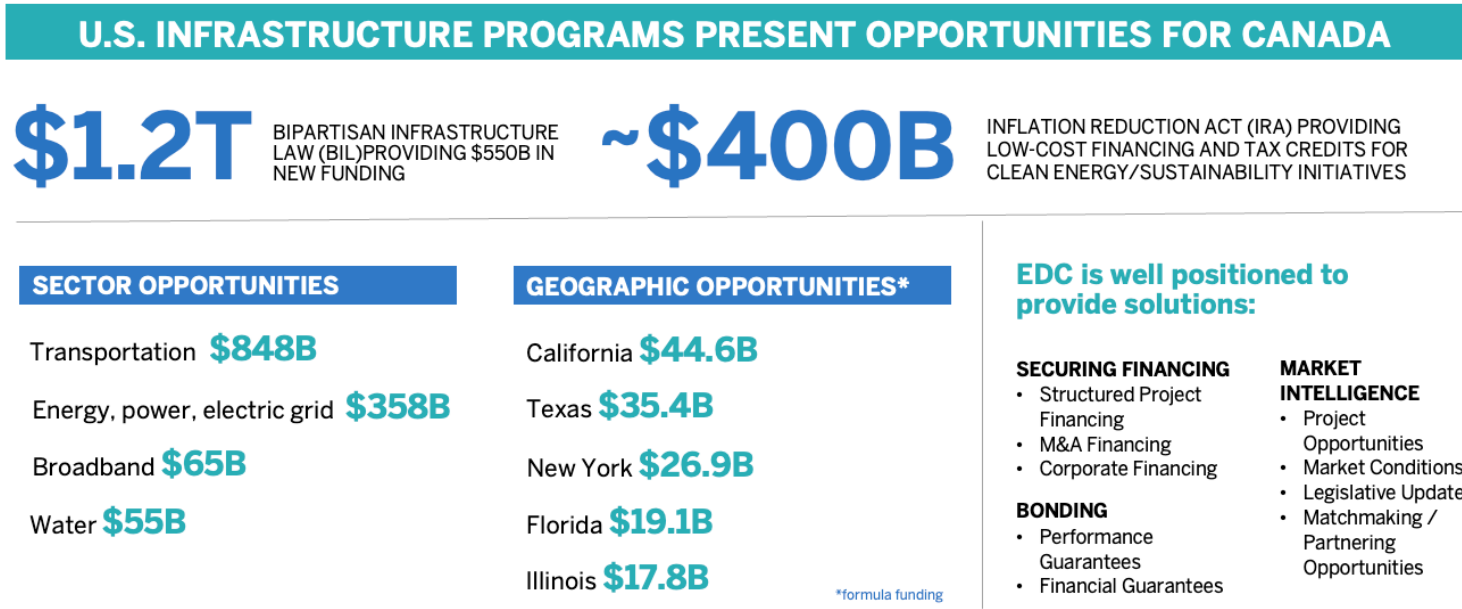 U.S. INFRASTRUCTURE PROGRAMS PRESENT OPPORTUNITIES FOR CANADA
$1.2T
BIPARTISAN INFRASTRUCTURE
LAW (BIL)PROVIDING $550B IN
NEW FUNDING
~$400B
INFLATION REDUCTION ACT (IRA) PROVIDING
LOW-COST FINANCING AND TAX CREDITS FOR
CLEAN ENERGY/SUSTAINABILITY INITIATIVES
SECTOR OPPORTUNITIES
Transportation $848B
Energy, power, electric grid $358B
Broadband $65B
Water $55B
GEOGRAPHIC OPPORTUNITIES*
California $44.6B
Texas $35.4B
New York $26.9B
Florida $19.1B
Illinois $17.8B
*formula funding
EDC is well positioned to
provide solutions:
SECURING FINANCING
• Structured Project
Financing
• M&A Financing
• Corporate Financing
BONDING
• Performance
Guarantees
• Financial Guarantees
MARKET
INTELLIGENCE
• Project
Opportunities
• Market Conditions
• Legislative Update
• Matchmaking /
Partnering
Opportunities